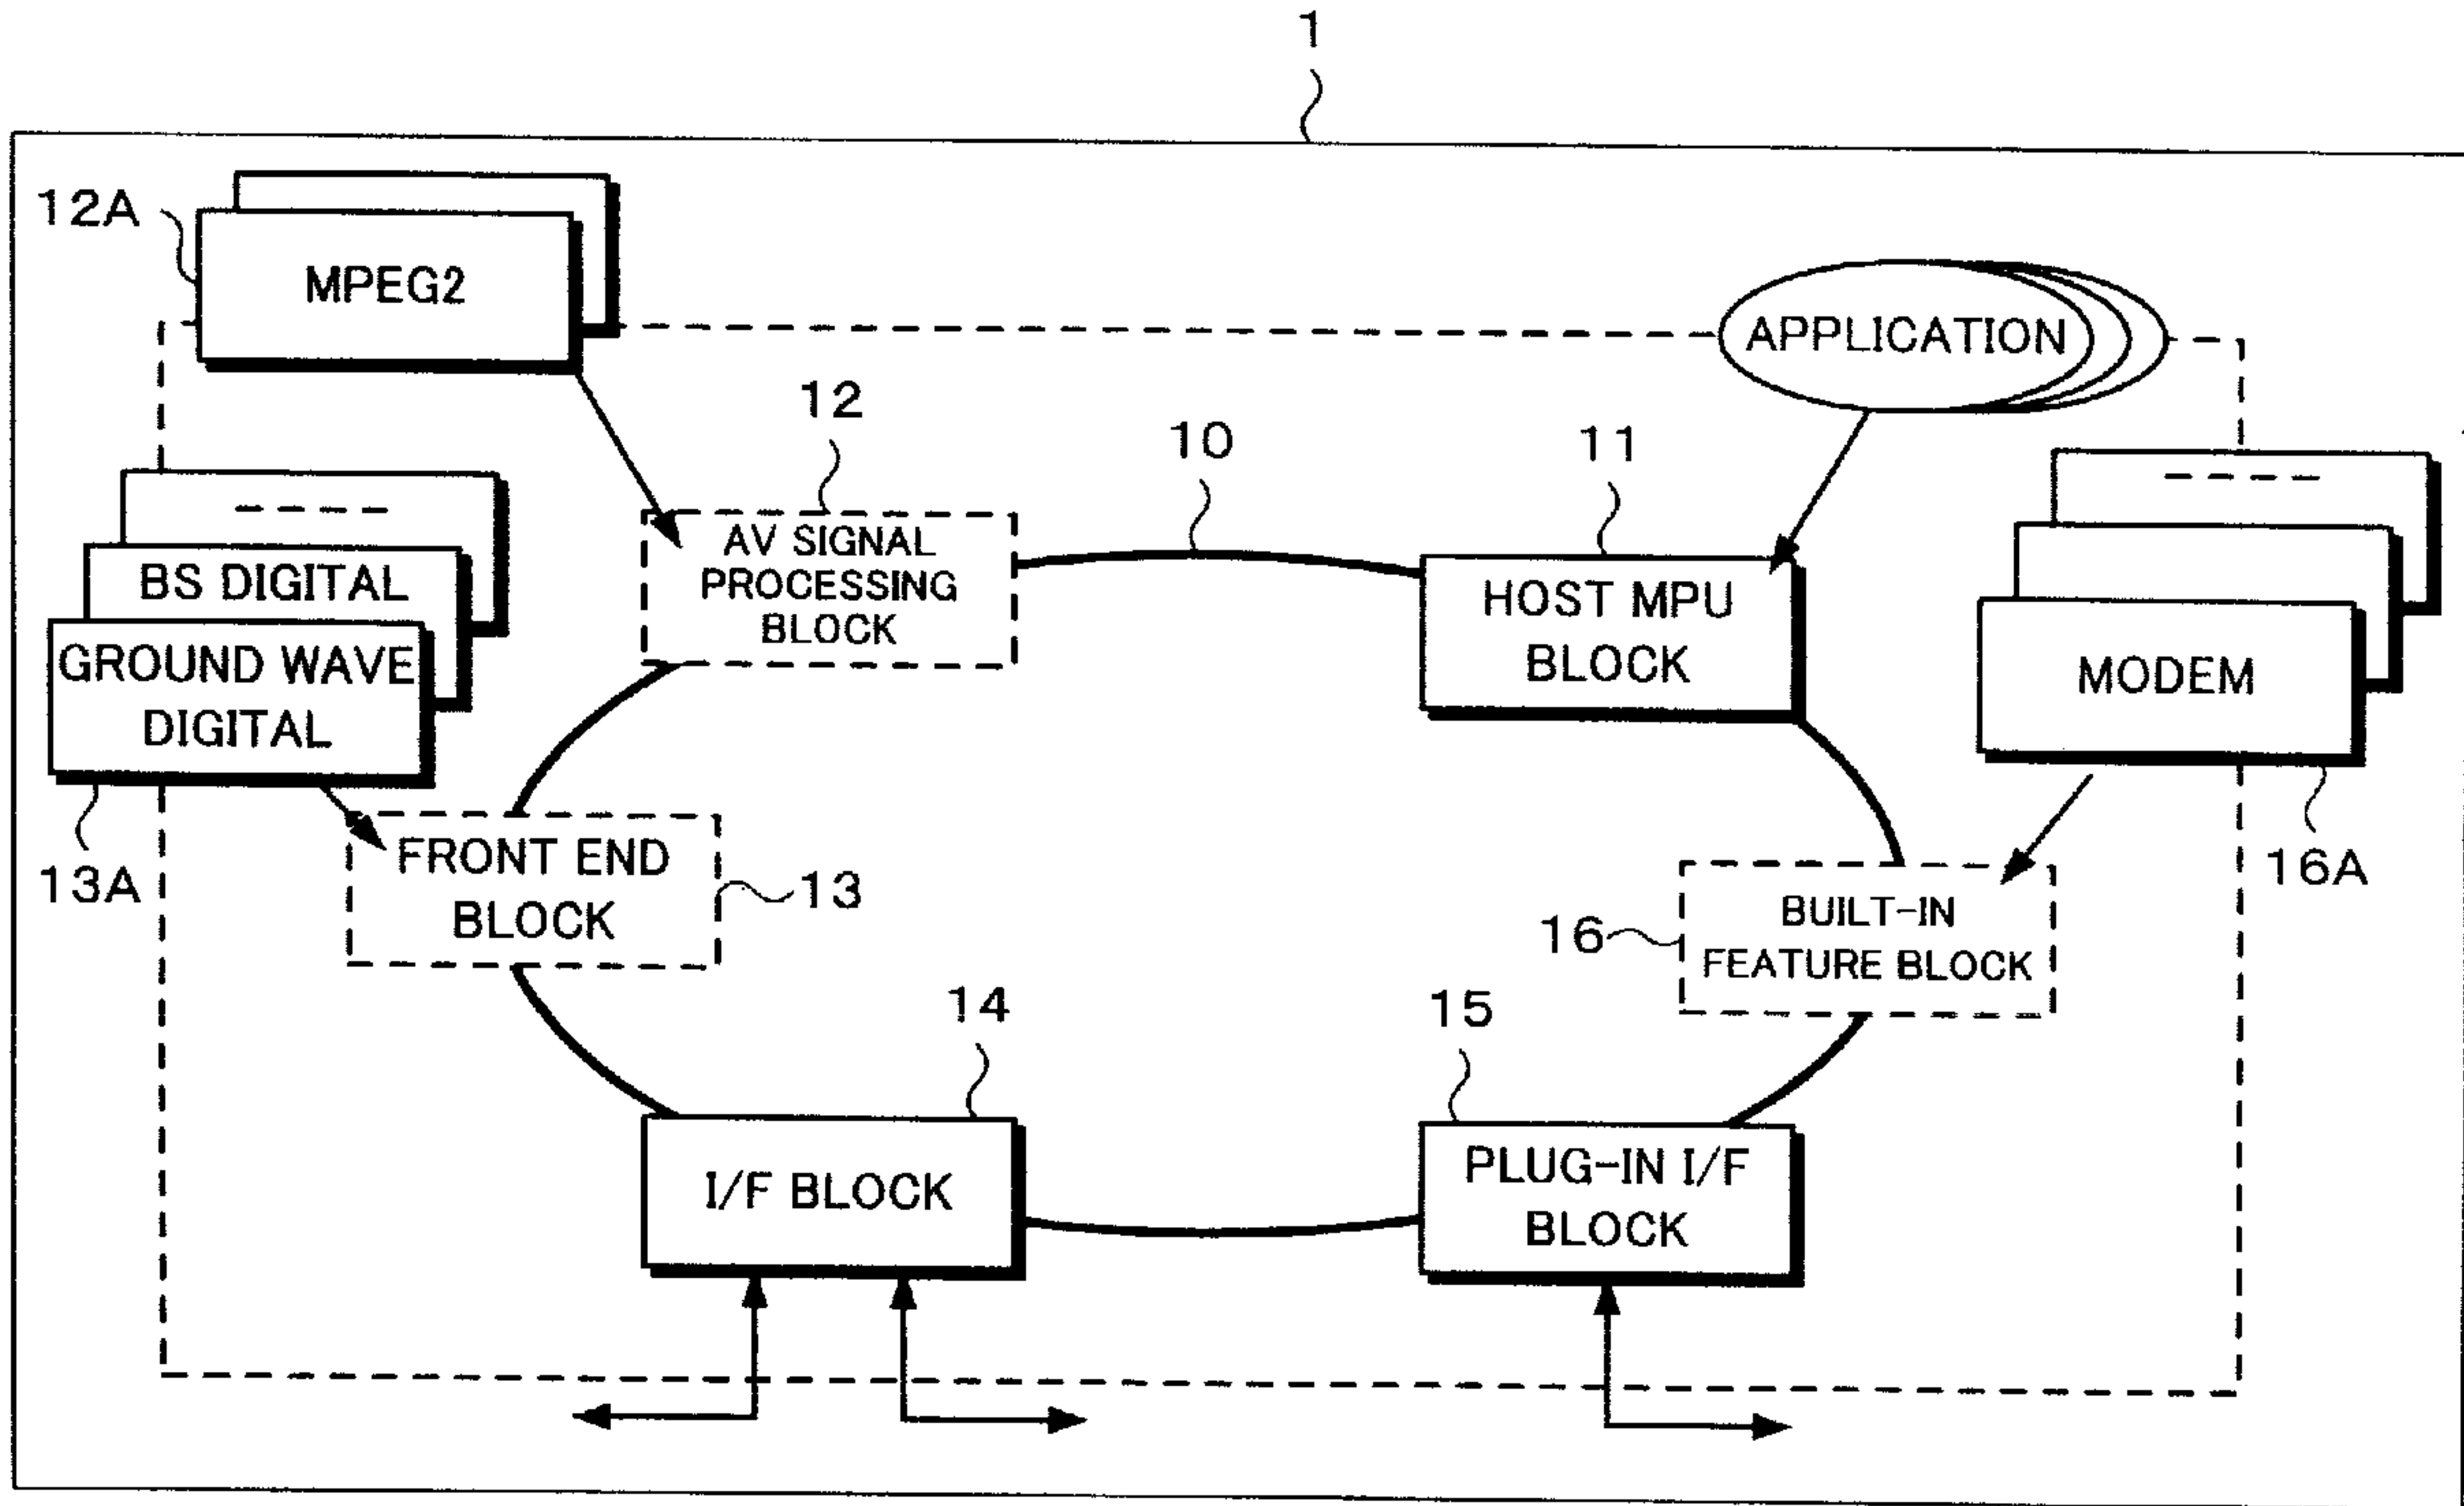 1
12A
MPEG2
APPLICATION
12
10
11
AV SIGNAL
PROCESSING
BLOCK
HOST MPU
BLOCK
BS DIGITAL
GROUND WAVE
DIGITAL
MODEM
13A
FRONT END
BLOCK
13
16A
16
BUILT-IN
FEATURE BLOCK
14
15
I/F BLOCK
PLUG-IN I/F
BLOCK